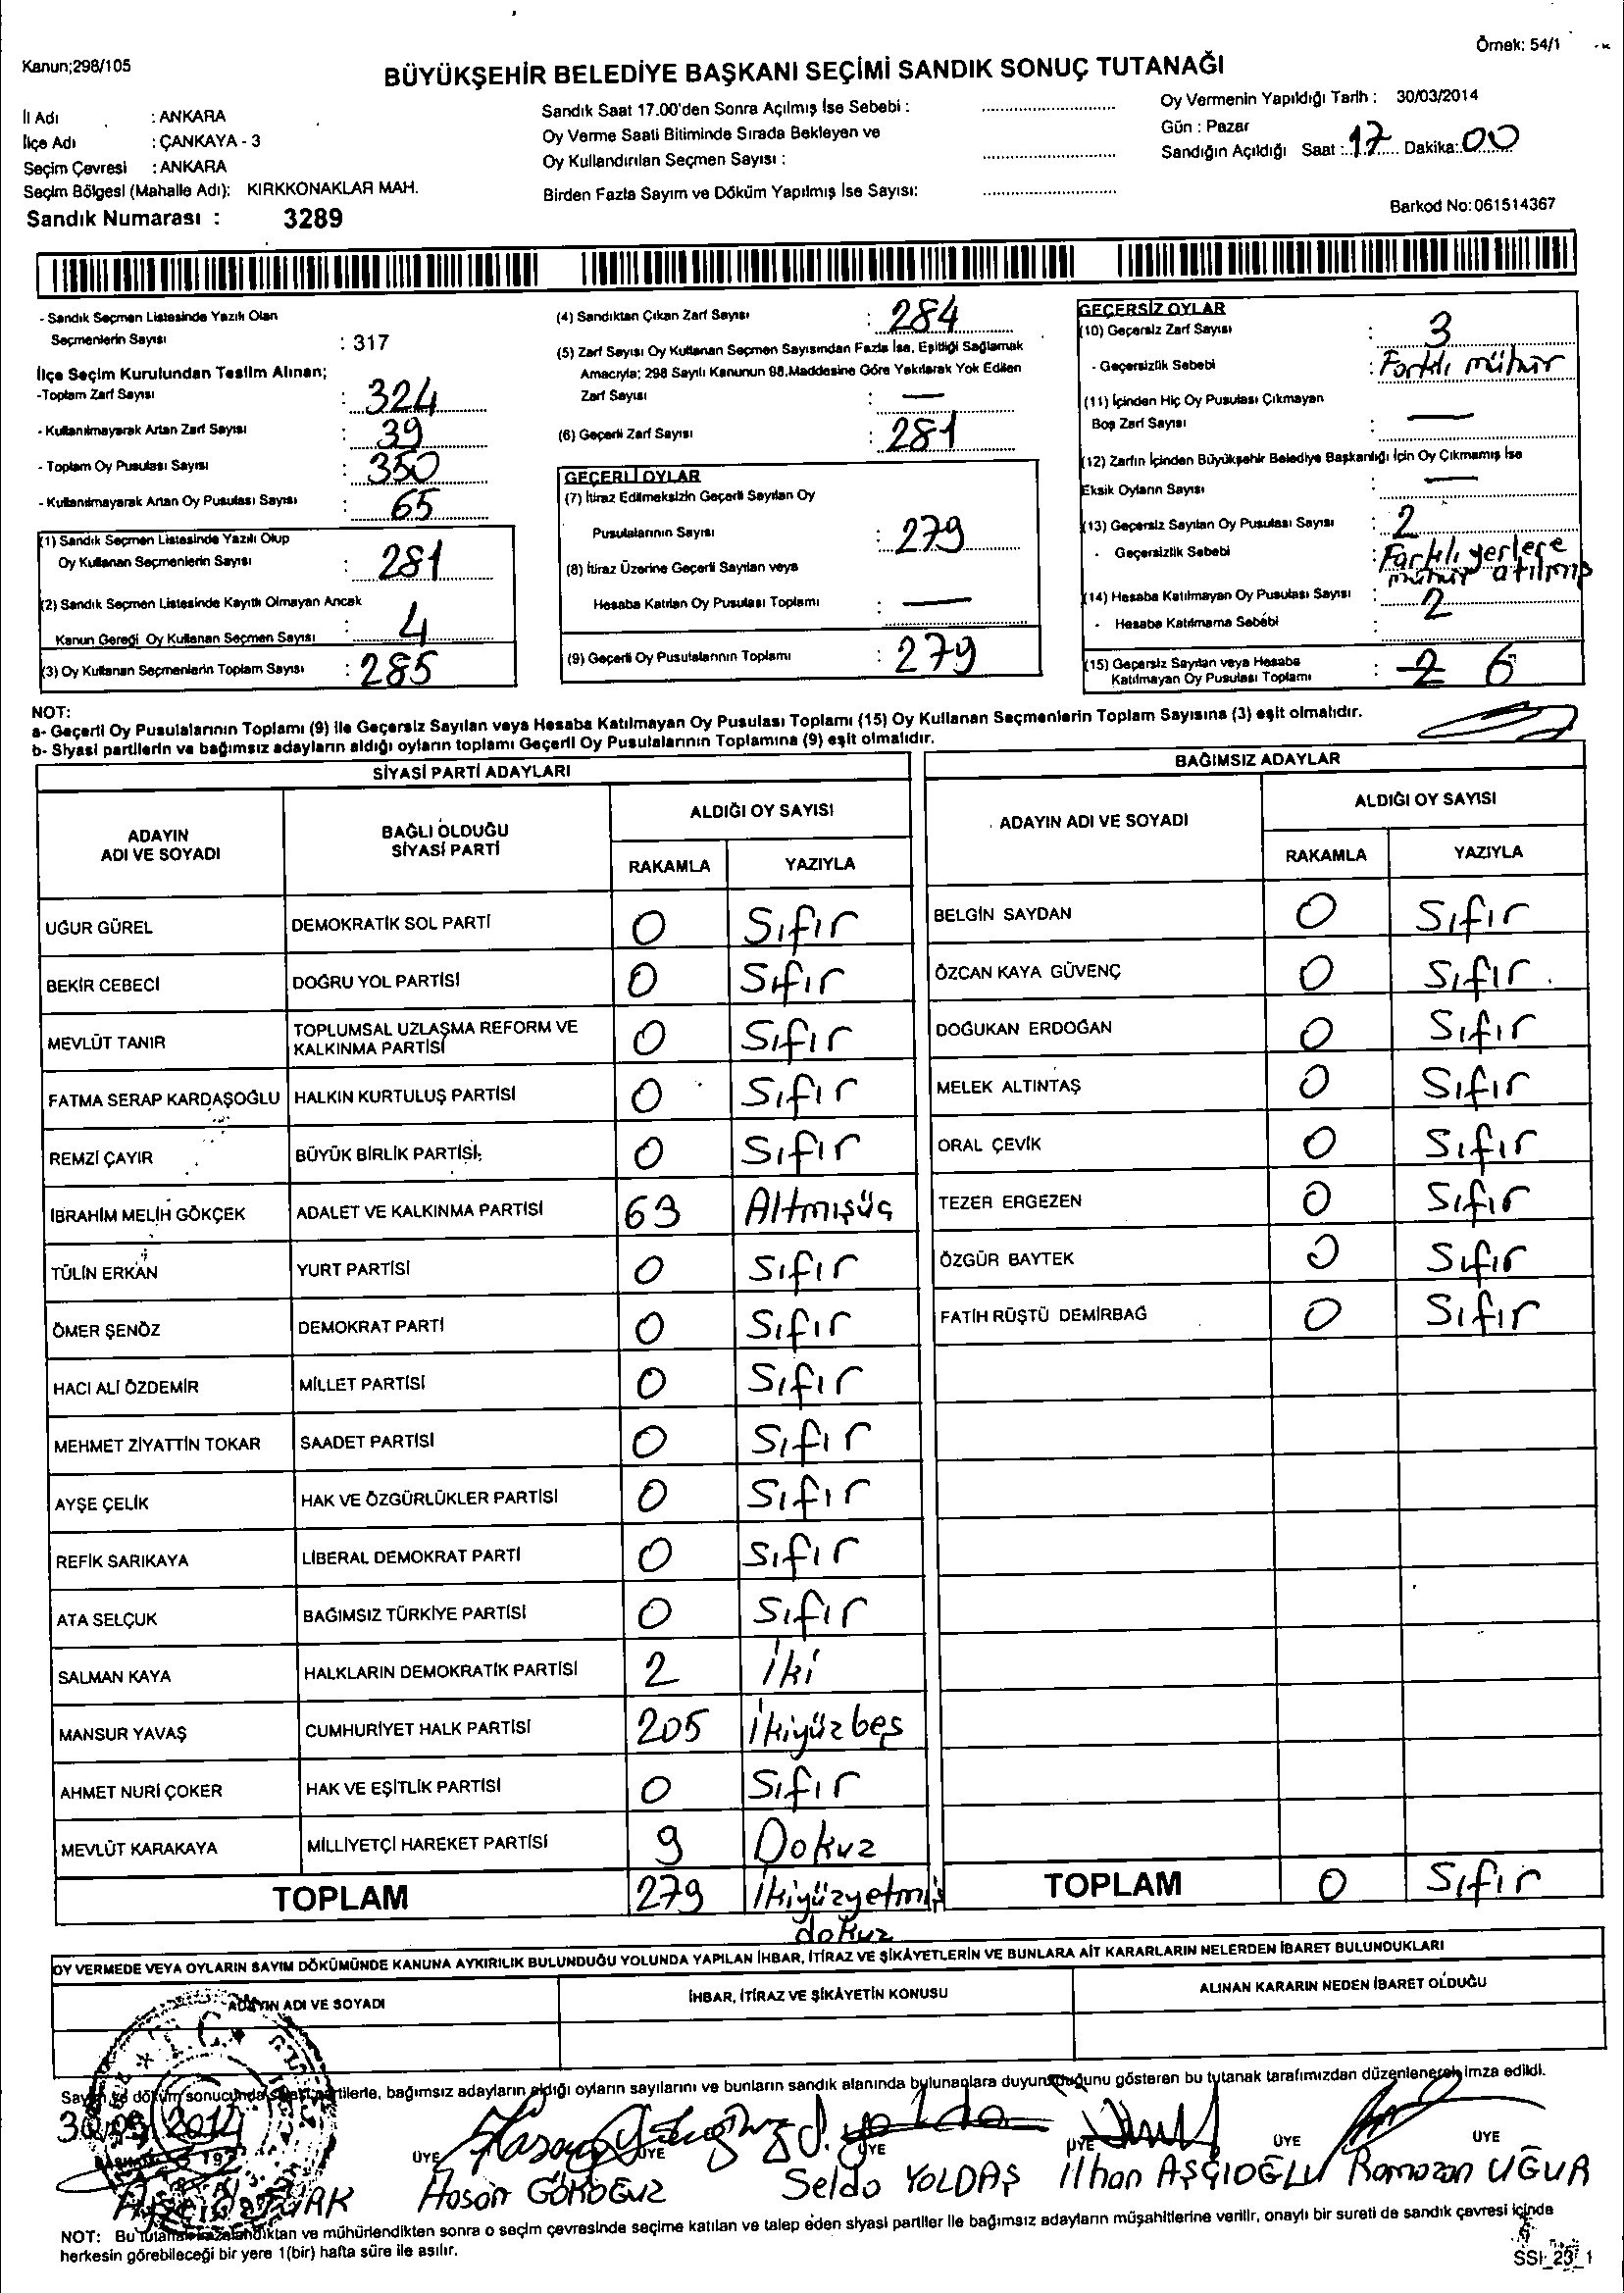 Örnek: 54/1
Kanun;298/105
BÜYÜKŞEHİR BELEDİYE BAŞKANI SEÇİMİ SANDIK SONUÇ TUTANAĞI
İl Adı : ANKARA
İlçe Adı : ÇANKAYA - 3
Seçim Çevresi : ANKARA
Seçim Bölgesi (Mahalle Adı): KIRKKONAKLAR MAH.
Sandık Numarası : 3289
Sandık Saat 17.00'den Sonra Açılmış İse Sebebi :
Oy Verme Saati Bitiminde Sırada Bekleyen ve
Oy Kullandırılan Seçmen Sayısı :
Birden Fazla Sayım ve Döküm Yapılmış İse Sayısı:
Oy Vermenin Yapıldığı Tarih : 30/03/2014
Gün : Pazar
Sandığın Açıldığı Saat : 17 Dakika: 00
Barkod No: 061514367
- Sandık Seçmen Listesinde Yazılı Olan
Seçmenlerin Sayısı : 317
İlçe Seçim Kurulundan Teslim Alınan;
- Toplam Zarf Sayısı : 324
- Kullanılmayarak Artan Zarf Sayısı : 39
- Toplam Oy Pusulası Sayısı : 350
- Kullanılmayarak Artan Oy Pusulası Sayısı : 65
(1) Sandık Seçmen Listesinde Yazılı Olup
Oy Kullanan Seçmenlerin Sayısı : 281
(2) Sandık Seçmen Listesinde Kayıtlı Olmayan Ancak
Kanun Gereği Oy Kullanan Seçmen Sayısı : 4
(3) Oy Kullanan Seçmenlerin Toplam Sayısı : 285
(4) Sandıktan Çıkan Zarf Sayısı : 284
(5) Zarf Sayısı Oy Kullanan Seçmen Sayısından Fazla İse, Eşitliği Sağlamak
Amacıyla; 298 Sayılı Kanunun 98.Maddesine Göre Yakılarak Yok Edilen
Zarf Sayısı : —
(6) Geçerli Zarf Sayısı : 281
GEÇERLİ OYLAR
(7) İtiraz Edilmeksizin Geçerli Sayılan Oy
Pusulalarının Sayısı : 279
(8) İtiraz Üzerine Geçerli Sayılan veya
Hesaba Katılan Oy Pusulası Toplamı : —
(9) Geçerli Oy Pusulalarının Toplamı : 279
GEÇERSİZ OYLAR
(10) Geçersiz Zarf Sayısı : 3
- Geçersizlik Sebebi : Farklı mühür
(11) İçinden Hiç Oy Pusulası Çıkmayan
Boş Zarf Sayısı : —
(12) Zarfın İçinden Büyükşehir Belediye Başkanlığı İçin Oy Çıkmamış İse
Eksik Oyların Sayısı : —
(13) Geçersiz Sayılan Oy Pusulası Sayısı : 2
- Geçersizlik Sebebi : Farklı yerlere
mühür atılmış
(14) Hesaba Katılmayan Oy Pusulası Sayısı : 2
- Hesaba Katılmama Sebebi :
(15) Geçersiz Sayılan veya Hesaba
Katılmayan Oy Pusulası Toplamı : 2 6
NOT:
a- Geçerli Oy Pusulalarının Toplamı (9) ile Geçersiz Sayılan veya Hesaba Katılmayan Oy Pusulası Toplamı (15) Oy Kullanan Seçmenlerin Toplam Sayısına (3) eşit olmalıdır.
b- Siyasi partilerin ve bağımsız adayların aldığı oyların toplamı Geçerli Oy Pusulalarının Toplamına (9) eşit olmalıdır.
SİYASİ PARTİ ADAYLARI
ADAYIN ADI VE SOYADI BAĞLI OLDUĞU SİYASİ PARTİ ALDIĞI OY SAYISI
RAKAMLA YAZIYLA
UĞUR GÜREL DEMOKRATİK SOL PARTİ 0 Sıfır
BEKİR CEBECİ DOĞRU YOL PARTİSİ 0 Sıfır
MEVLÜT TANIR TOPLUMSAL UZLAŞMA REFORM VE KALKINMA PARTİSİ 0 Sıfır
FATMA SERAP KARDAŞOĞLU HALKIN KURTULUŞ PARTİSİ 0 Sıfır
REMZİ ÇAYIR BÜYÜK BİRLİK PARTİSİ 0 Sıfır
İBRAHİM MELİH GÖKÇEK ADALET VE KALKINMA PARTİSİ 63 Altmışüç
TÜLİN ERKAN YURT PARTİSİ 0 Sıfır
ÖMER ŞENÖZ DEMOKRAT PARTİ 0 Sıfır
HACI ALİ ÖZDEMİR MİLLET PARTİSİ 0 Sıfır
MEHMET ZİYATTİN TOKAR SAADET PARTİSİ 0 Sıfır
AYŞE ÇELİK HAK VE ÖZGÜRLÜKLER PARTİSİ 0 Sıfır
REFİK SARIKAYA LİBERAL DEMOKRAT PARTİ 0 Sıfır
ATA SELÇUK BAĞIMSIZ TÜRKİYE PARTİSİ 0 Sıfır
SALMAN KAYA HALKLARIN DEMOKRATİK PARTİSİ 2 İki
MANSUR YAVAŞ CUMHURİYET HALK PARTİSİ 205 İkiyüzbeş
AHMET NURİ ÇOKER HAK VE EŞİTLİK PARTİSİ 0 Sıfır
MEVLÜT KARAKAYA MİLLİYETÇİ HAREKET PARTİSİ 9 Dokuz
TOPLAM 279 İkiyüzyetmiş
dokuz
BAĞIMSIZ ADAYLAR
ADAYIN ADI VE SOYADI ALDIĞI OY SAYISI
RAKAMLA YAZIYLA
BELGİN SAYDAN 0 Sıfır
ÖZCAN KAYA GÜVENÇ 0 Sıfır
DOĞUKAN ERDOĞAN 0 Sıfır
MELEK ALTINTAŞ 0 Sıfır
ORAL ÇEVİK 0 Sıfır
TEZER ERGEZEN 0 Sıfır
ÖZGÜR BAYTEK 0 Sıfır
FATİH RÜŞTÜ DEMİRBAĞ 0 Sıfır
TOPLAM 0 Sıfır
OY VERMEDE VEYA OYLARIN SAYIM DÖKÜMÜNDE KANUNA AYKIRILIK BULUNDUĞU YOLUNDA YAPILAN İHBAR, İTİRAZ VE ŞİKÂYETLERİN VE BUNLARA AİT KARARLARIN NELERDEN İBARET BULUNDUKLARI
ADAYIN ADI VE SOYADI İHBAR, İTİRAZ VE ŞİKÂYETİN KONUSU ALINAN KARARIN NEDEN İBARET OLDUĞU
T.C.
Sayım ve döküm sonucunda siyasi partilerle, bağımsız adayların aldığı oyların sayılarını ve bunların sandık alanında bulunanlara duyurulduğunu gösteren bu tutanak tarafımızdan düzenlenerek imza edildi.
30/03/2014
ÜYE ÜYE ÜYE ÜYE ÜYE ÜYE
Hasan GÖKOĞUZ Selda YOLDAŞ İlhan AŞÇIOĞLU Ramazan UĞUR
NOT: Bu tutanak imzalandıktan ve mühürlendikten sonra o seçim çevresinde seçime katılan ve talep eden siyasi partiler ile bağımsız adayların müşahitlerine verilir, onaylı bir sureti de sandık çevresi içinde
herkesin görebileceği bir yere 1(bir) hafta süre ile asılır.
SSI_23_1